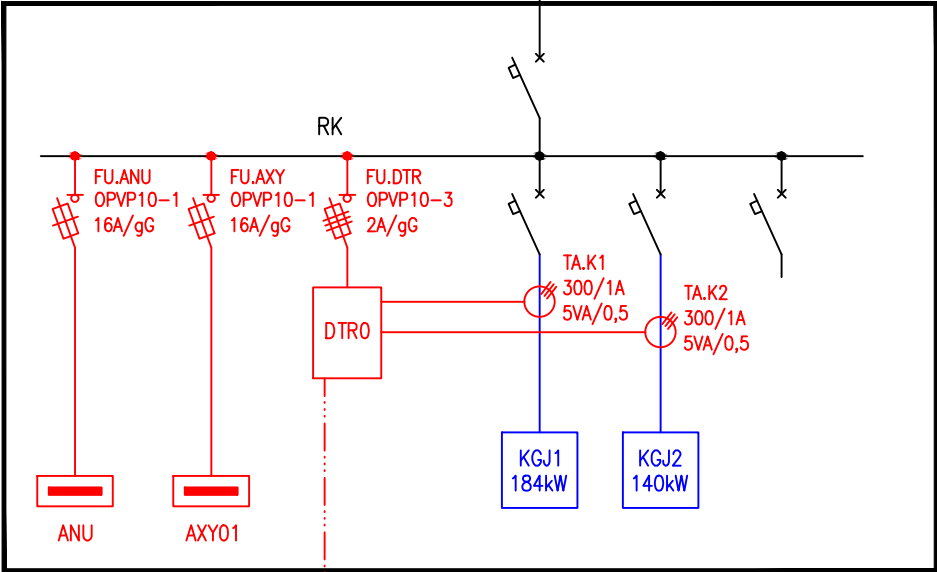 RK
FU.ANU
OPVP10-1
16A/gG
FU.AXY
OPVP10-1
16A/gG
FU.DTR
OPVP10-3
2A/gG
TA.K1
300/1A
5VA/0,5
TA.K2
300/1A
5VA/0,5
DTRO
KGJ1
184kW
KGJ2
140kW
ANU
AXY01